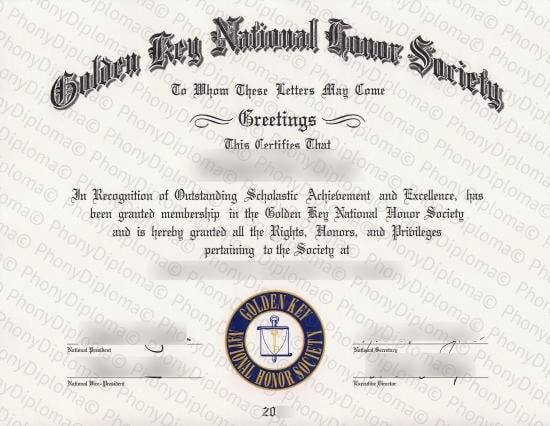 Golden Key National Honor Society
To Whom These Letters May Come
Greetings
This Certifies That
In Recognition of Outstanding Scholastic Achievement and Excellence, has
been granted membership in the Golden Key National Honor Society
and is hereby granted all the Rights, Honors, and Privileges
pertaining to the Society at
GOLDEN KEY
NATIONAL HONOR SOCIETY
National President
National Secretary
National Vice-President
Executive Director
20
PhonyDiploma©